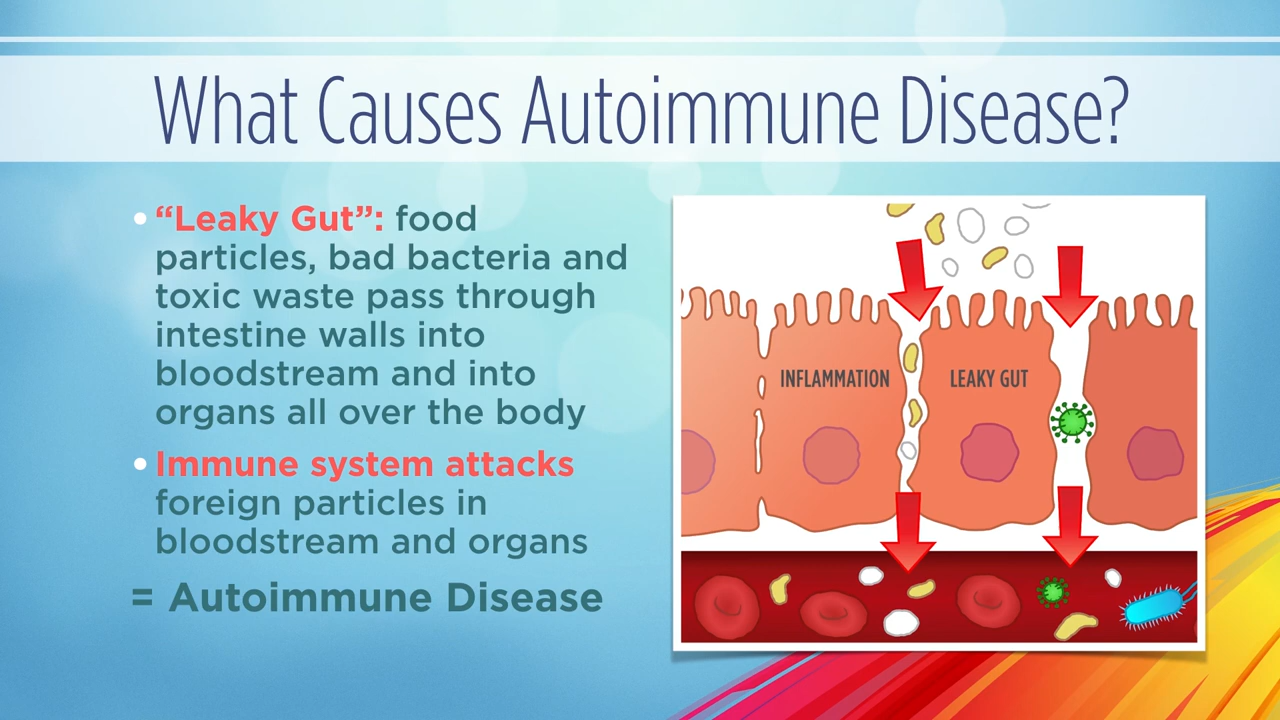 What Causes Autoimmune Disease?
• “Leaky Gut”: food
particles, bad bacteria and
toxic waste pass through
intestine walls into
bloodstream and into
organs all over the body
• Immune system attacks
foreign particles in
bloodstream and organs
= Autoimmune Disease
INFLAMMATION
LEAKY GUT